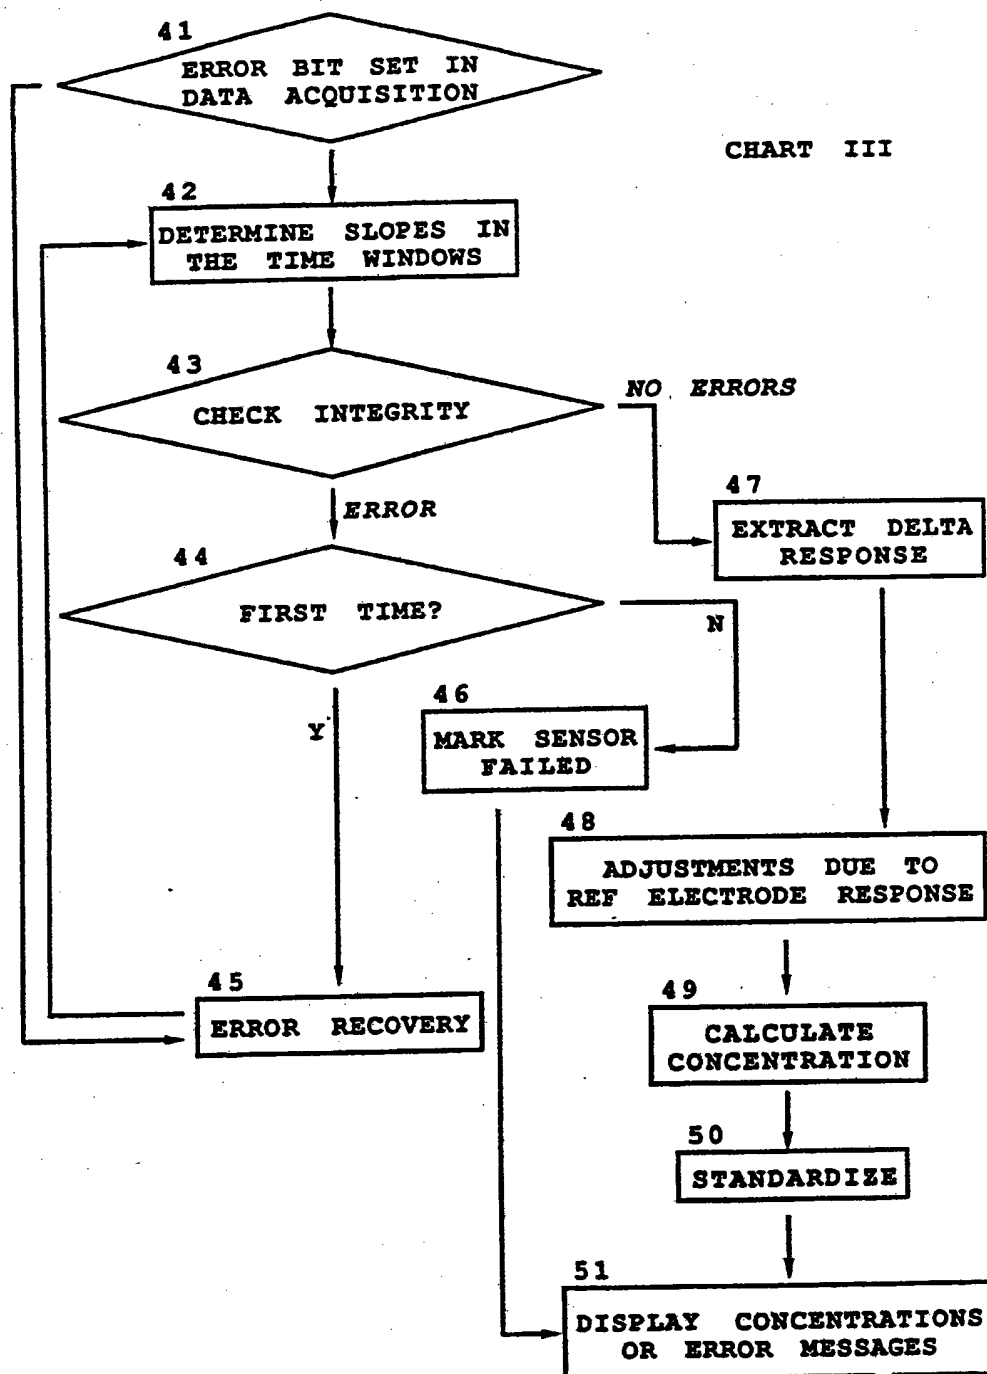 41
ERROR BIT SET IN
DATA ACQUISITION
CHART III
42
DETERMINE SLOPES IN
THE TIME WINDOWS
43
CHECK INTEGRITY
NO ERRORS
ERROR
47
EXTRACT DELTA
RESPONSE
44
FIRST TIME?
N
46
MARK SENSOR
FAILED
Y
48
ADJUSTMENTS DUE TO
REF ELECTRODE RESPONSE
45
ERROR RECOVERY
49
CALCULATE
CONCENTRATION
50
STANDARDIZE
51
DISPLAY CONCENTRATIONS
OR ERROR MESSAGES